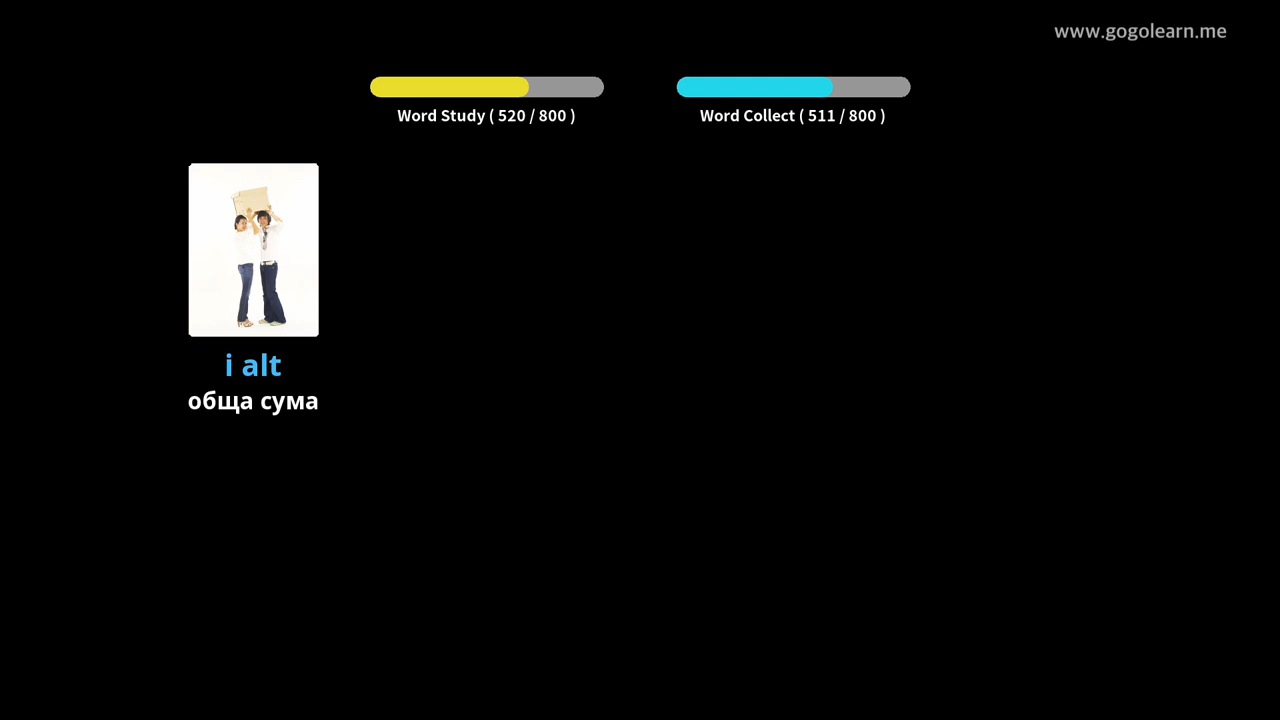 www.gogolearn.me
Word Study ( 520 / 800 )
Word Collect ( 511 / 800 )
i alt
обща сума